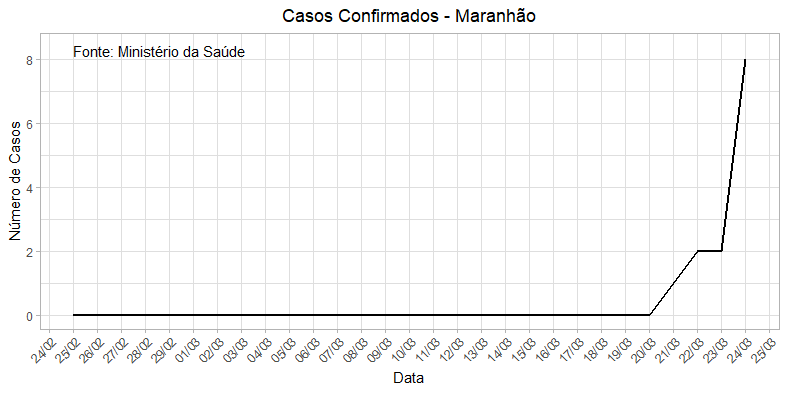 Casos Confirmados - Maranhão
Fonte: Ministério da Saúde
Número de Casos
8
6
4
2
0
24/02 25/02 26/02 27/02 28/02 29/02 01/03 02/03 03/03 04/03 05/03 06/03 07/03 08/03 09/03 10/03 11/03 12/03 13/03 14/03 15/03 16/03 17/03 18/03 19/03 20/03 21/03 22/03 23/03 24/03 25/03
Data